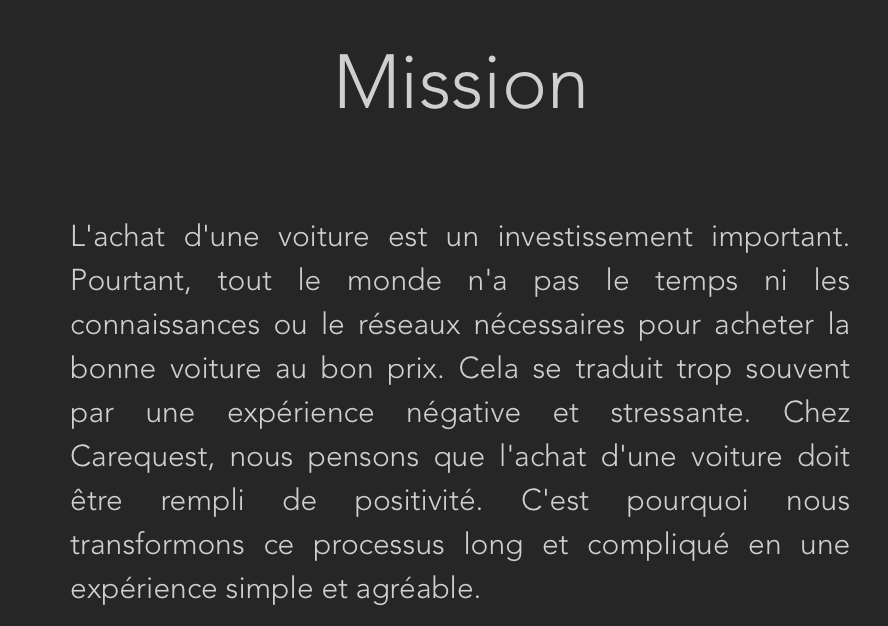 Mission
L'achat d'une voiture est un investissement important.
Pourtant, tout le monde n'a pas le temps ni les
connaissances ou le réseaux nécessaires pour acheter la
bonne voiture au bon prix. Cela se traduit trop souvent
par une expérience négative et stressante. Chez
Carequest, nous pensons que l'achat d'une voiture doit
être rempli de positivité. C'est pourquoi nous
transformons ce processus long et compliqué en une
expérience simple et agréable.